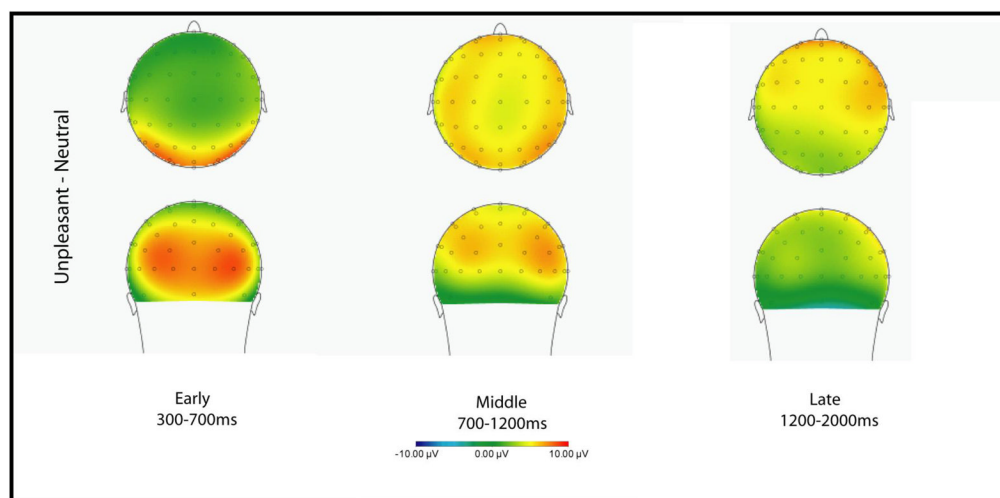 Unpleasant - Neutral
Early
300-700ms
Middle
700-1200ms
Late
1200-2000ms
-10.00 µV 0.00 µV 10.00 µV